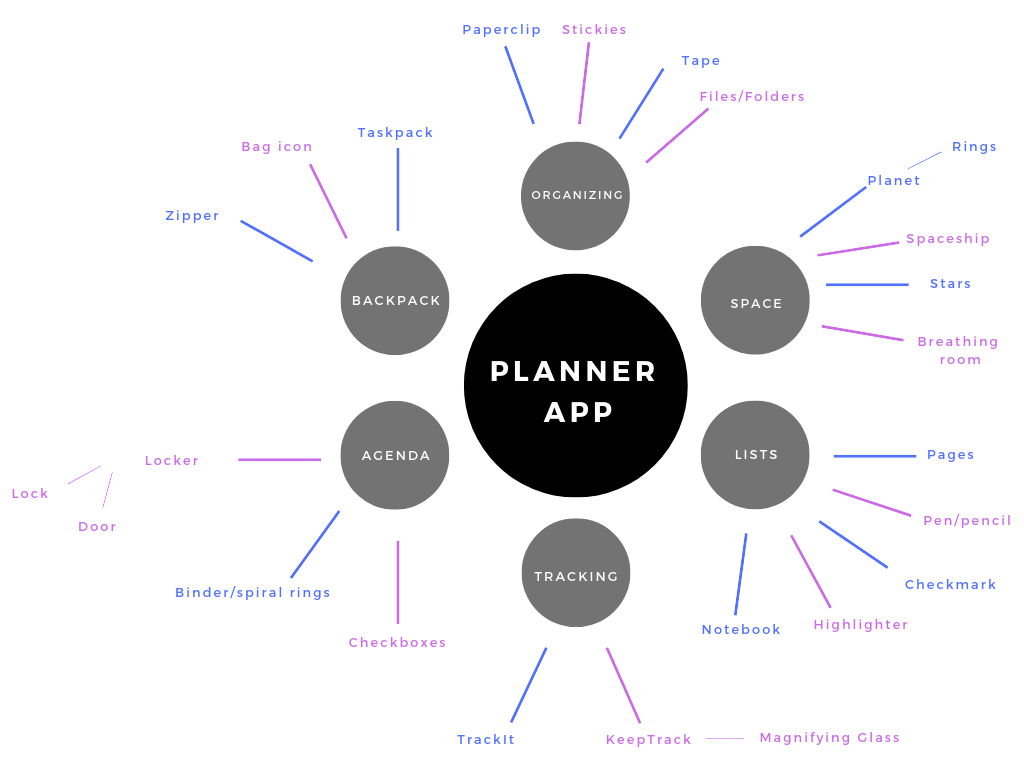 Paperclip
Stickies
Tape
Files/Folders
Taskpack
Bag icon
Rings
Planet
ORGANIZING
Zipper
Spaceship
Stars
BACKPACK
SPACE
Breathing
room
PLANNER
APP
Locker
AGENDA
LISTS
Pages
Lock
Door
Pen/pencil
TRACKING
Checkmark
Binder/spiral rings
Notebook
Highlighter
Checkboxes
TrackIt
KeepTrack
Magnifying Glass